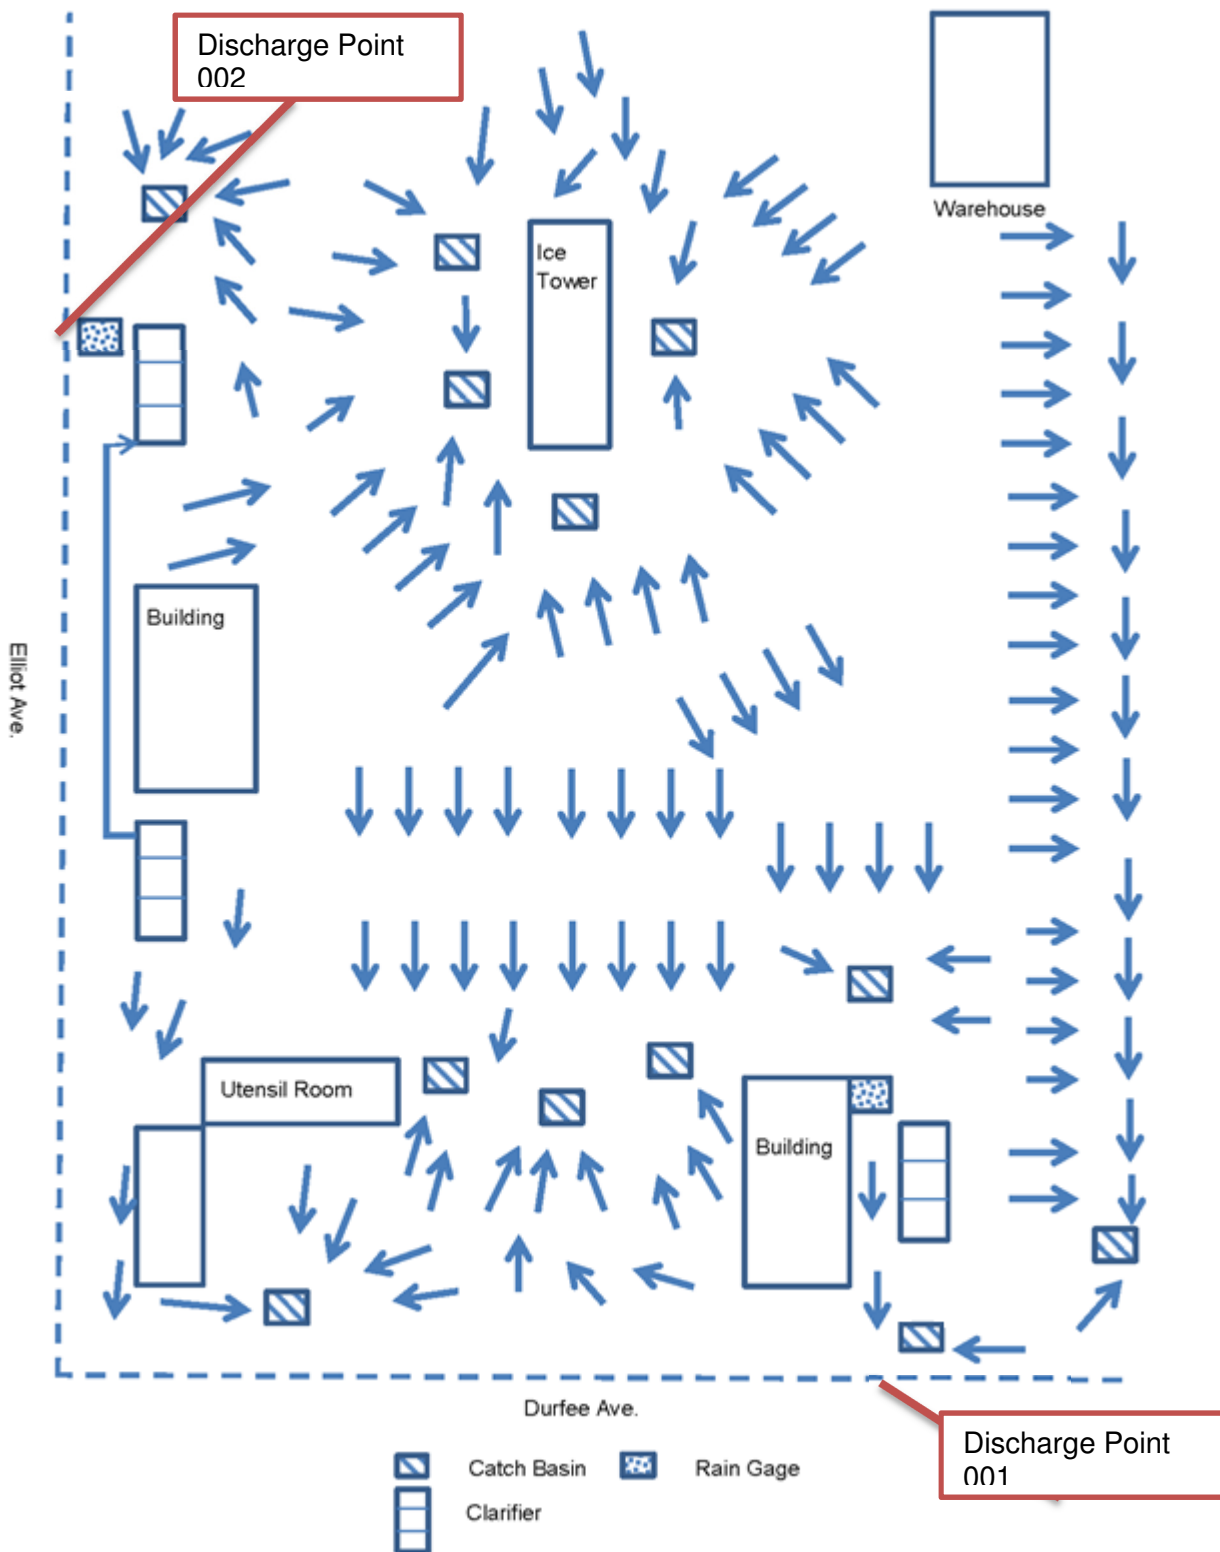 Discharge Point
002
Warehouse
Ice
Tower
Building
Elliot Ave.
Utensil Room
Building
Durfee Ave.
Discharge Point
001
Catch Basin
Rain Gage
Clarifier